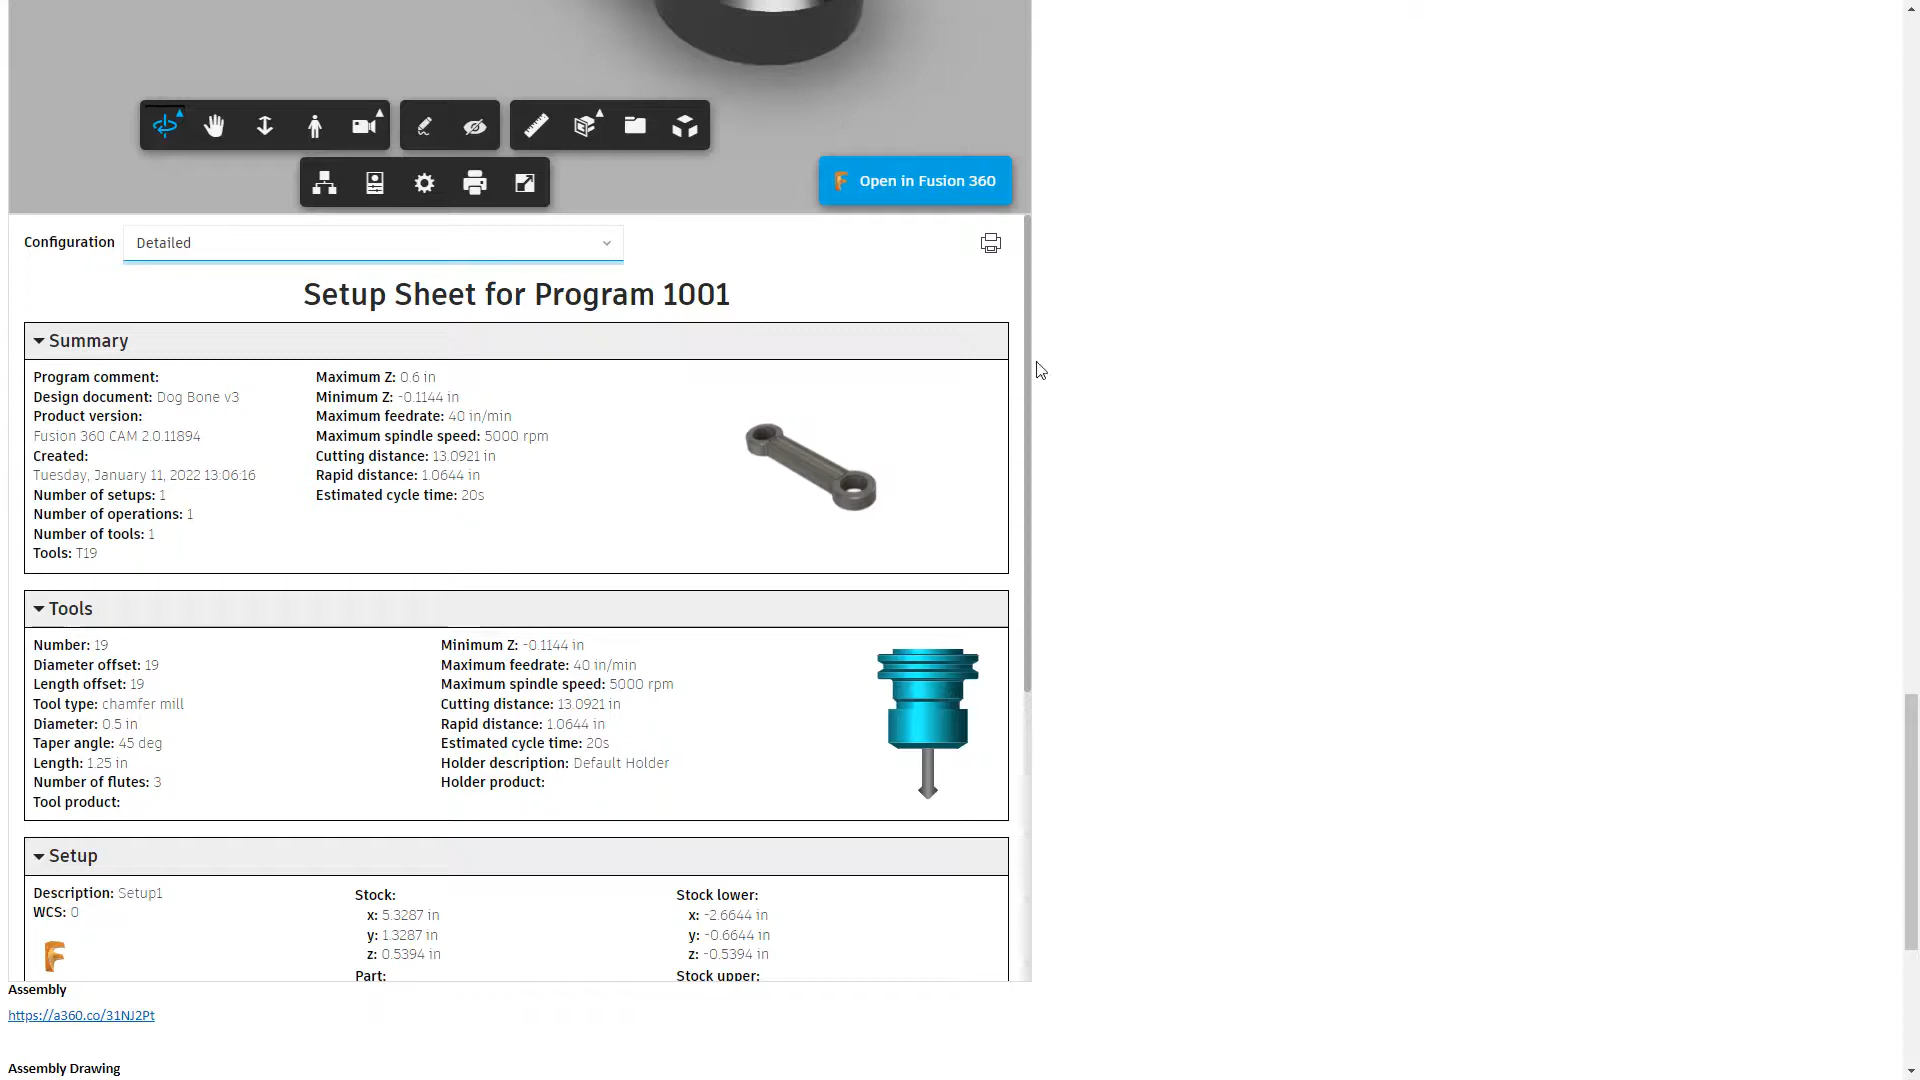 Open in Fusion 360
Configuration Detailed
Setup Sheet for Program 1001
Summary
Program comment:
Design document: Dog Bone v3
Product version:
Fusion 360 CAM 2.0.11894
Created:
Tuesday, January 11, 2022 13:06:16
Number of setups: 1
Number of operations: 1
Number of tools: 1
Tools: T19
Maximum Z: 0.6 in
Minimum Z: -0.1144 in
Maximum feedrate: 40 in/min
Maximum spindle speed: 5000 rpm
Cutting distance: 13.0921 in
Rapid distance: 1.0644 in
Estimated cycle time: 20s
Tools
Number: 19
Diameter offset: 19
Length offset: 19
Tool type: chamfer mill
Diameter: 0.5 in
Taper angle: 45 deg
Length: 1.25 in
Number of flutes: 3
Tool product:
Minimum Z: -0.1144 in
Maximum feedrate: 40 in/min
Maximum spindle speed: 5000 rpm
Cutting distance: 13.0921 in
Rapid distance: 1.0644 in
Estimated cycle time: 20s
Holder description: Default Holder
Holder product:
Setup
Description: Setup1
WCS: 0
Stock:
x: 5.3287 in
y: 1.3287 in
z: 0.5394 in
Part:
Stock lower:
x: -2.6644 in
y: -0.6644 in
z: -0.5394 in
Stock upper:
Assembly
https://a360.co/31NJ2Pt
Assembly Drawing